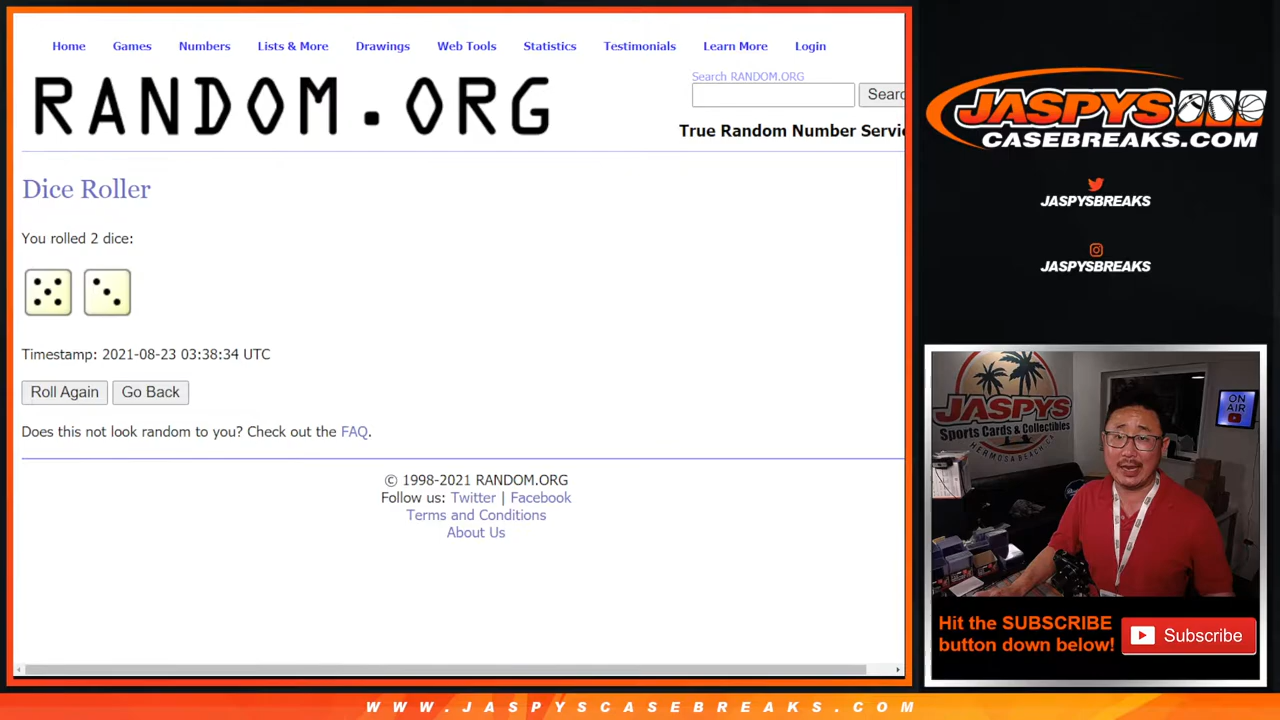 Home Games Numbers Lists & More Drawings Web Tools Statistics Testimonials Learn More Login
RANDOM.ORG
Search RANDOM.ORG
Searc
True Random Number Servic
Dice Roller
You rolled 2 dice:
Timestamp: 2021-08-23 03:38:34 UTC
Roll Again Go Back
Does this not look random to you? Check out the FAQ.
© 1998-2021 RANDOM.ORG
Follow us: Twitter | Facebook
Terms and Conditions
About Us
JASPYS
CASEBREAKS.COM
JASPYSBREAKS
JASPYSBREAKS
JASPYS
Sports Cards & Collectibles
HERMOSA BEACH, CA
ON
AIR
Hit the SUBSCRIBE
button down below!
Subscribe
WWW.JASPYSCASEBREAKS.COM